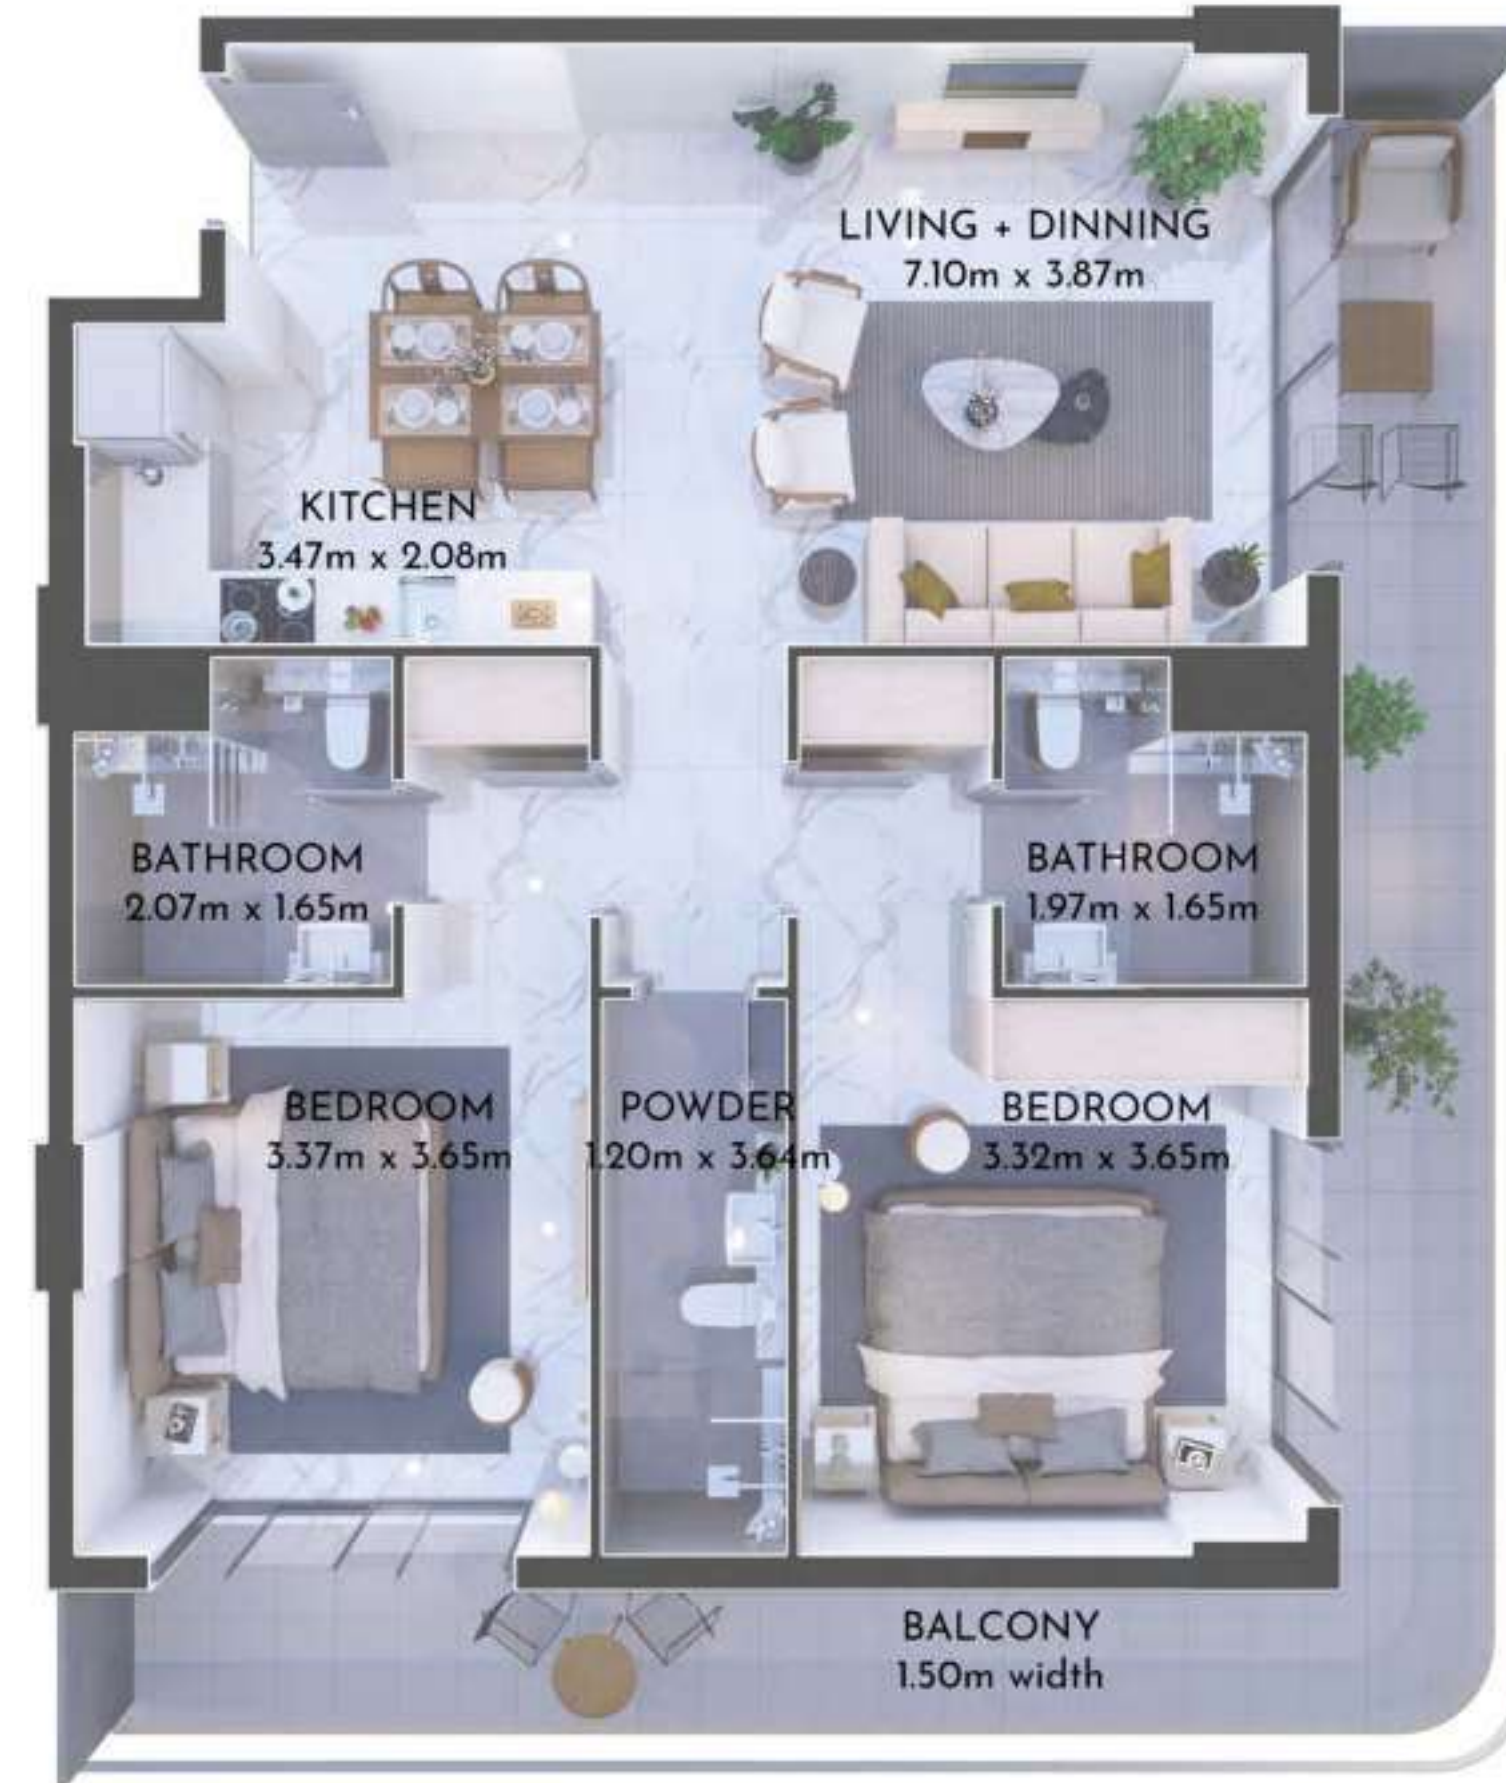 LIVING + DINNING
7.10m x 3.87m
KITCHEN
3.47m x 2.08m
BATHROOM
2.07m x 1.65m
BATHROOM
1.97m x 1.65m
BEDROOM
3.37m x 3.65m
POWDER
1.20m x 3.64m
BEDROOM
3.32m x 3.65m
BALCONY
1.50m width